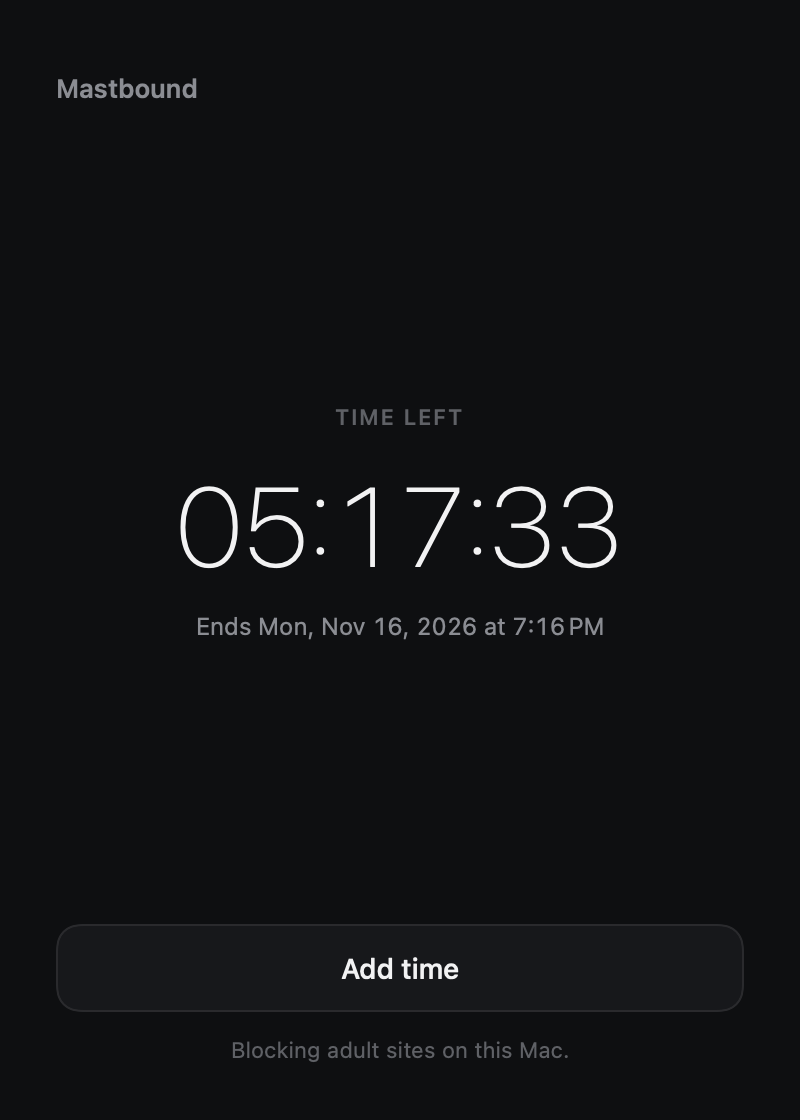 Mastbound
TIME LEFT
05:17:33
Ends Mon, Nov 16, 2026 at 7:16 PM
Add time
Blocking adult sites on this Mac.